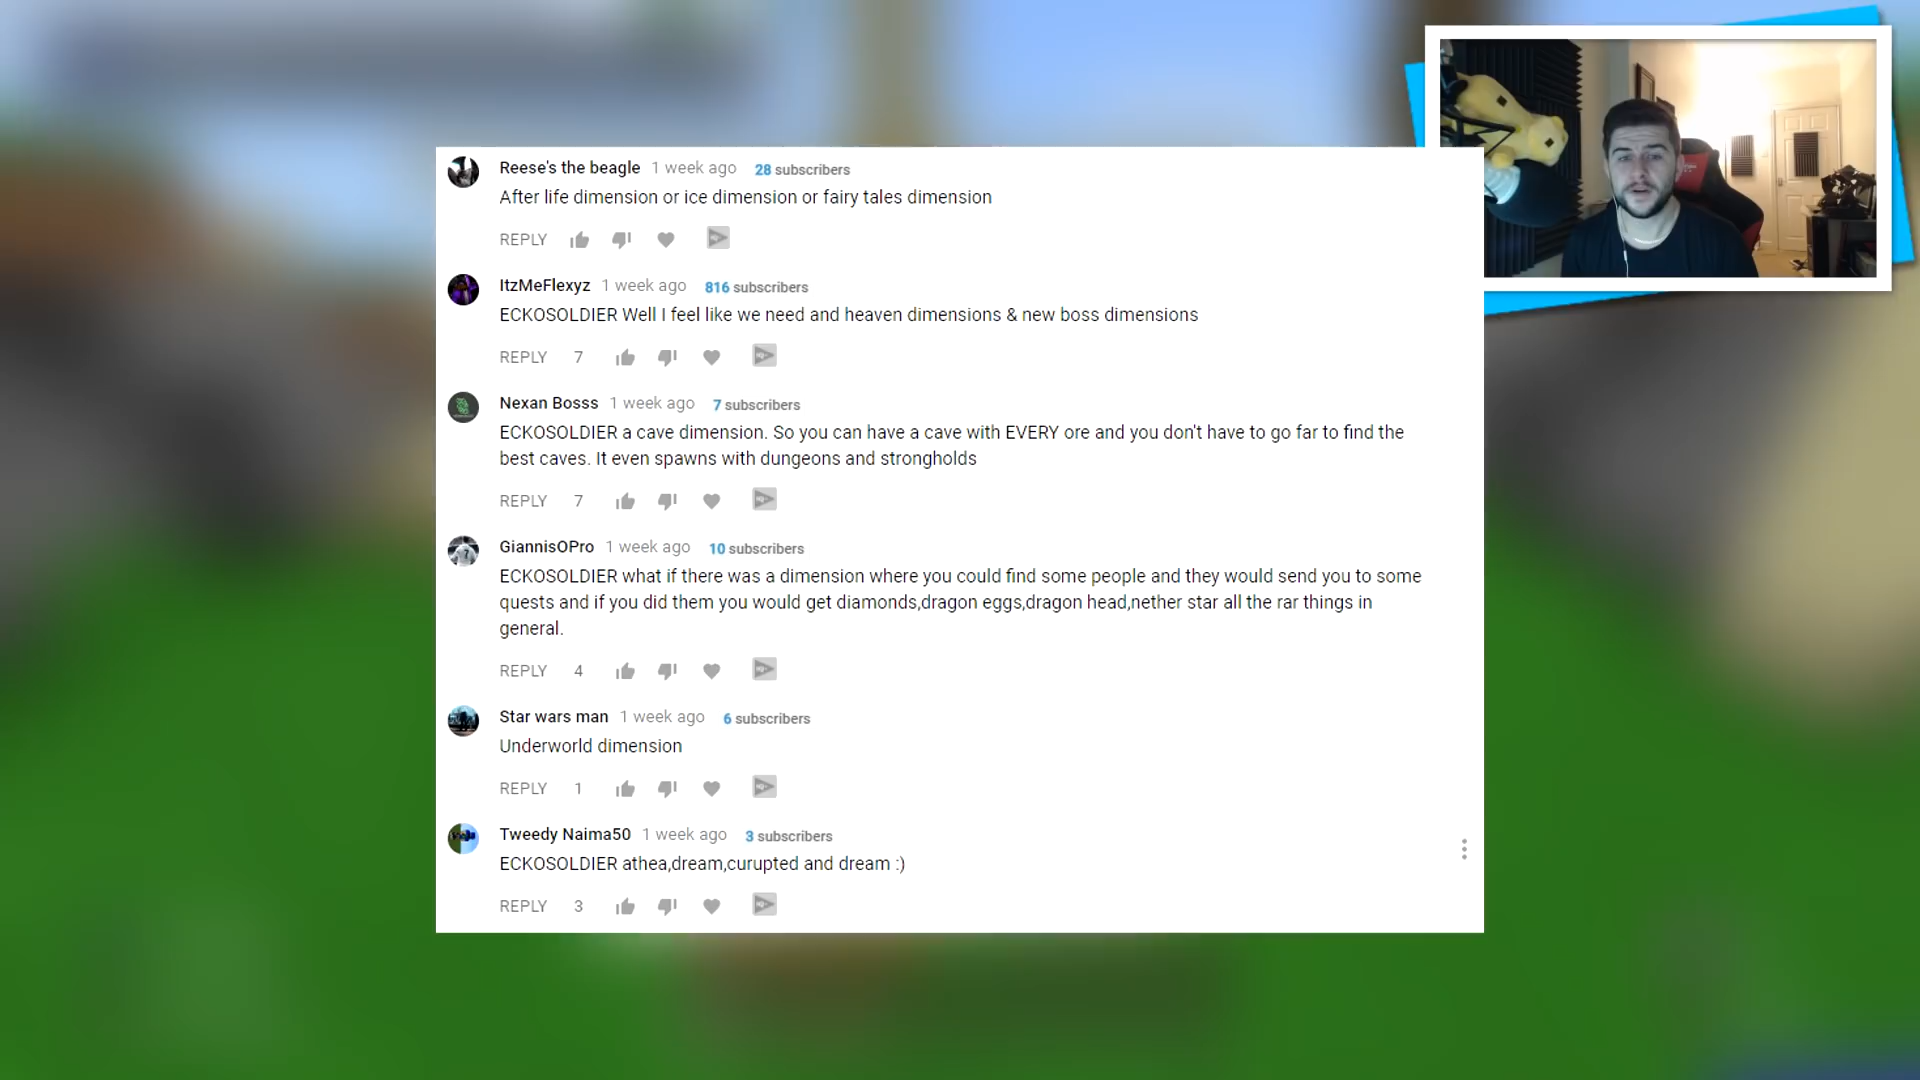 Reese's the beagle 1 week ago 28 subscribers
After life dimension or ice dimension or fairy tales dimension
REPLY
ItzMeFlexyz 1 week ago 816 subscribers
ECKOSOLDIER Well I feel like we need and heaven dimensions & new boss dimensions
REPLY 7
Nexan Bosss 1 week ago 7 subscribers
ECKOSOLDIER a cave dimension. So you can have a cave with EVERY ore and you don't have to go far to find the
best caves. It even spawns with dungeons and strongholds
REPLY 7
GiannisOPro 1 week ago 10 subscribers
ECKOSOLDIER what if there was a dimension where you could find some people and they would send you to some
quests and if you did them you would get diamonds,dragon eggs,dragon head,nether star all the rar things in
general.
REPLY 4
Star wars man 1 week ago 6 subscribers
Underworld dimension
REPLY 1
Tweedy Naima50 1 week ago 3 subscribers
ECKOSOLDIER athea,dream,curupted and dream :)
REPLY 3